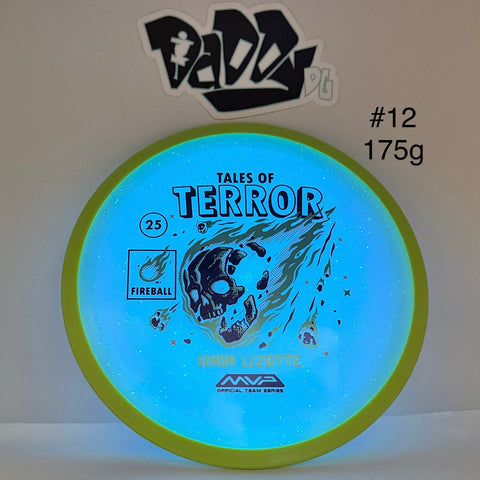 DADDY DG
#12
175g
TALES OF
TERROR
25
FIREBALL
SIMON LIZOTTE
MVP
OFFICIAL TEAM SERIES